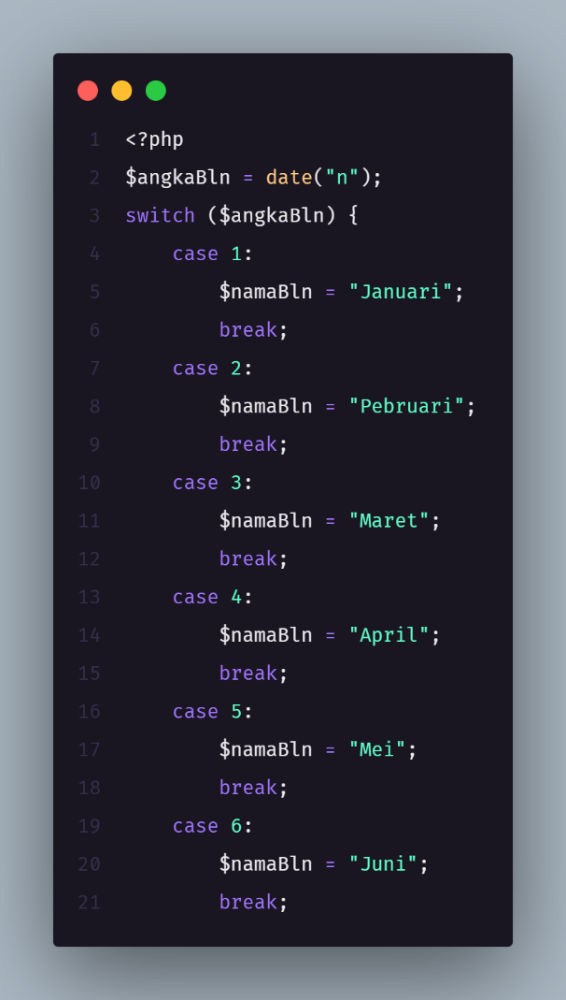 1 <?php
2 $angkaBln = date("n");
3 switch ($angkaBln) {
4     case 1:
5         $namaBln = "Januari";
6         break;
7     case 2:
8         $namaBln = "Pebruari";
9         break;
10     case 3:
11         $namaBln = "Maret";
12         break;
13     case 4:
14         $namaBln = "April";
15         break;
16     case 5:
17         $namaBln = "Mei";
18         break;
19     case 6:
20         $namaBln = "Juni";
21         break;